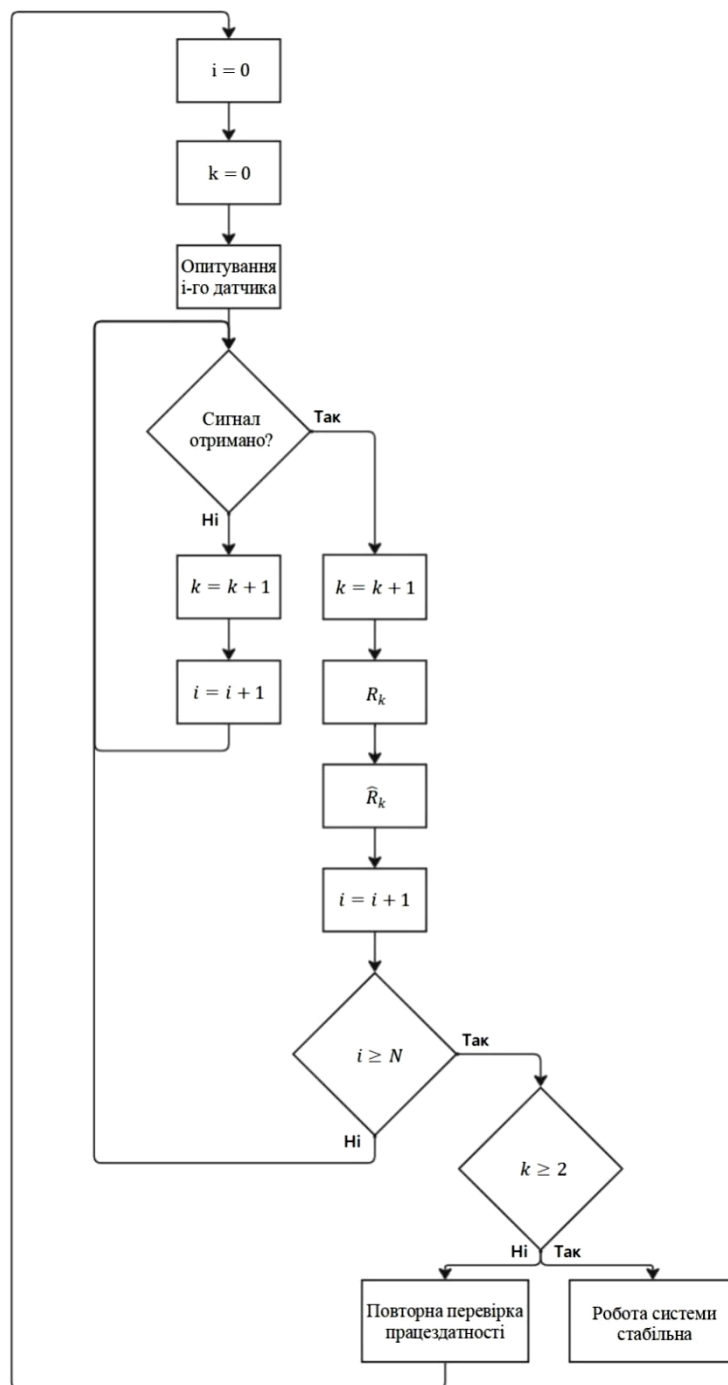 i = 0
k = 0
Опитування
і-го датчика
Сигнал
отримано?
Так
Ні
k = k + 1
k = k + 1
i = i + 1
R_k
R̂_k
i = i + 1
i ≥ N
Так
Ні
k ≥ 2
Ні
Так
Повторна перевірка
працездатності
Робота системи
стабільна